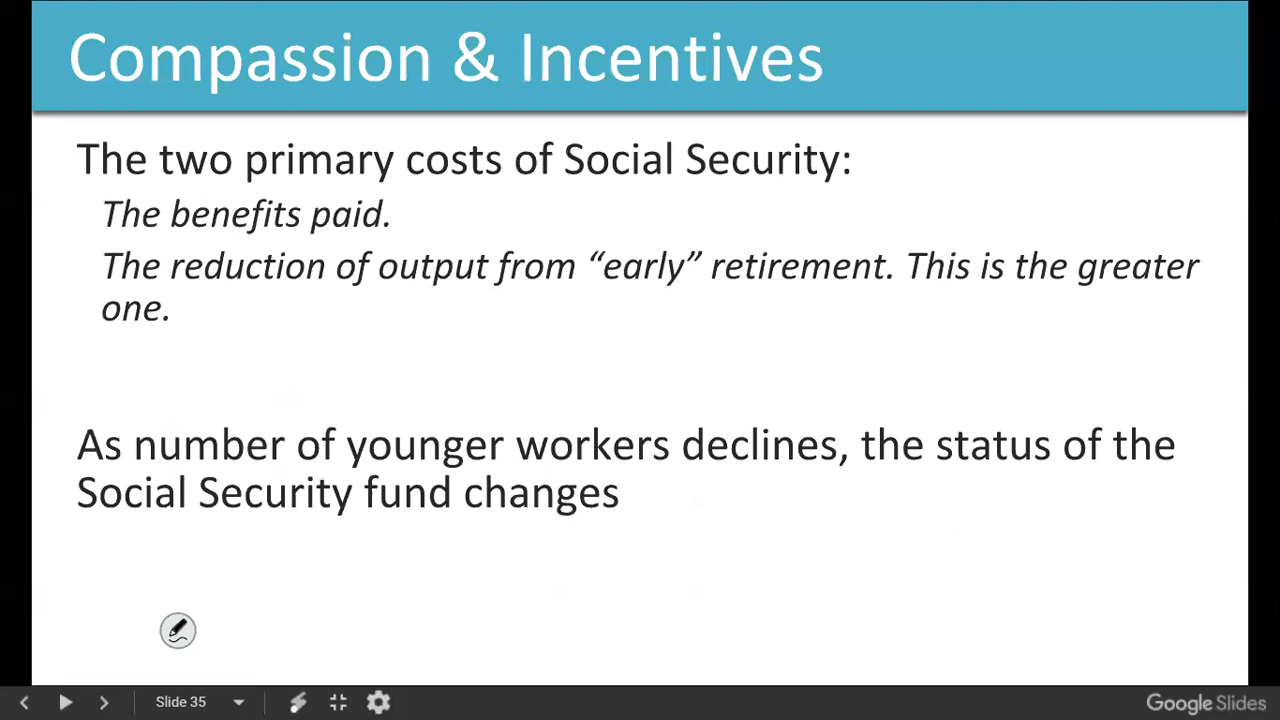 Compassion & Incentives
The two primary costs of Social Security:
The benefits paid.
The reduction of output from “early” retirement. This is the greater
one.
As number of younger workers declines, the status of the
Social Security fund changes
Slide 35
Google Slides